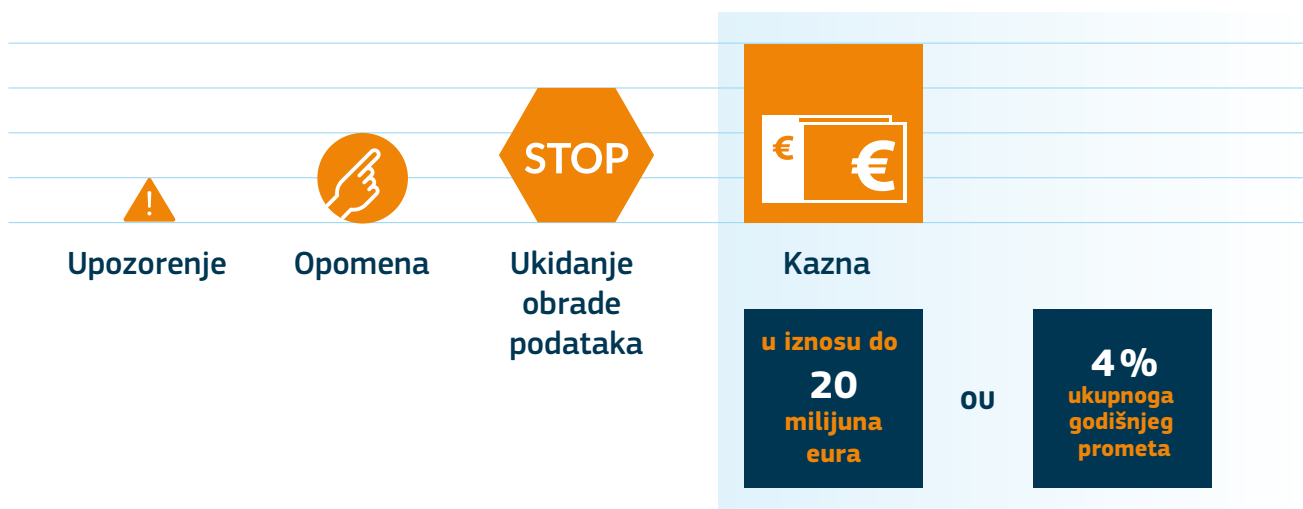 €
€
STOP
Upozorenje
Opomena
Ukidanje
obrade
podataka
Kazna
u iznosu do
20
milijuna
eura
OU
4%
ukupnoga
godišnjeg
prometa